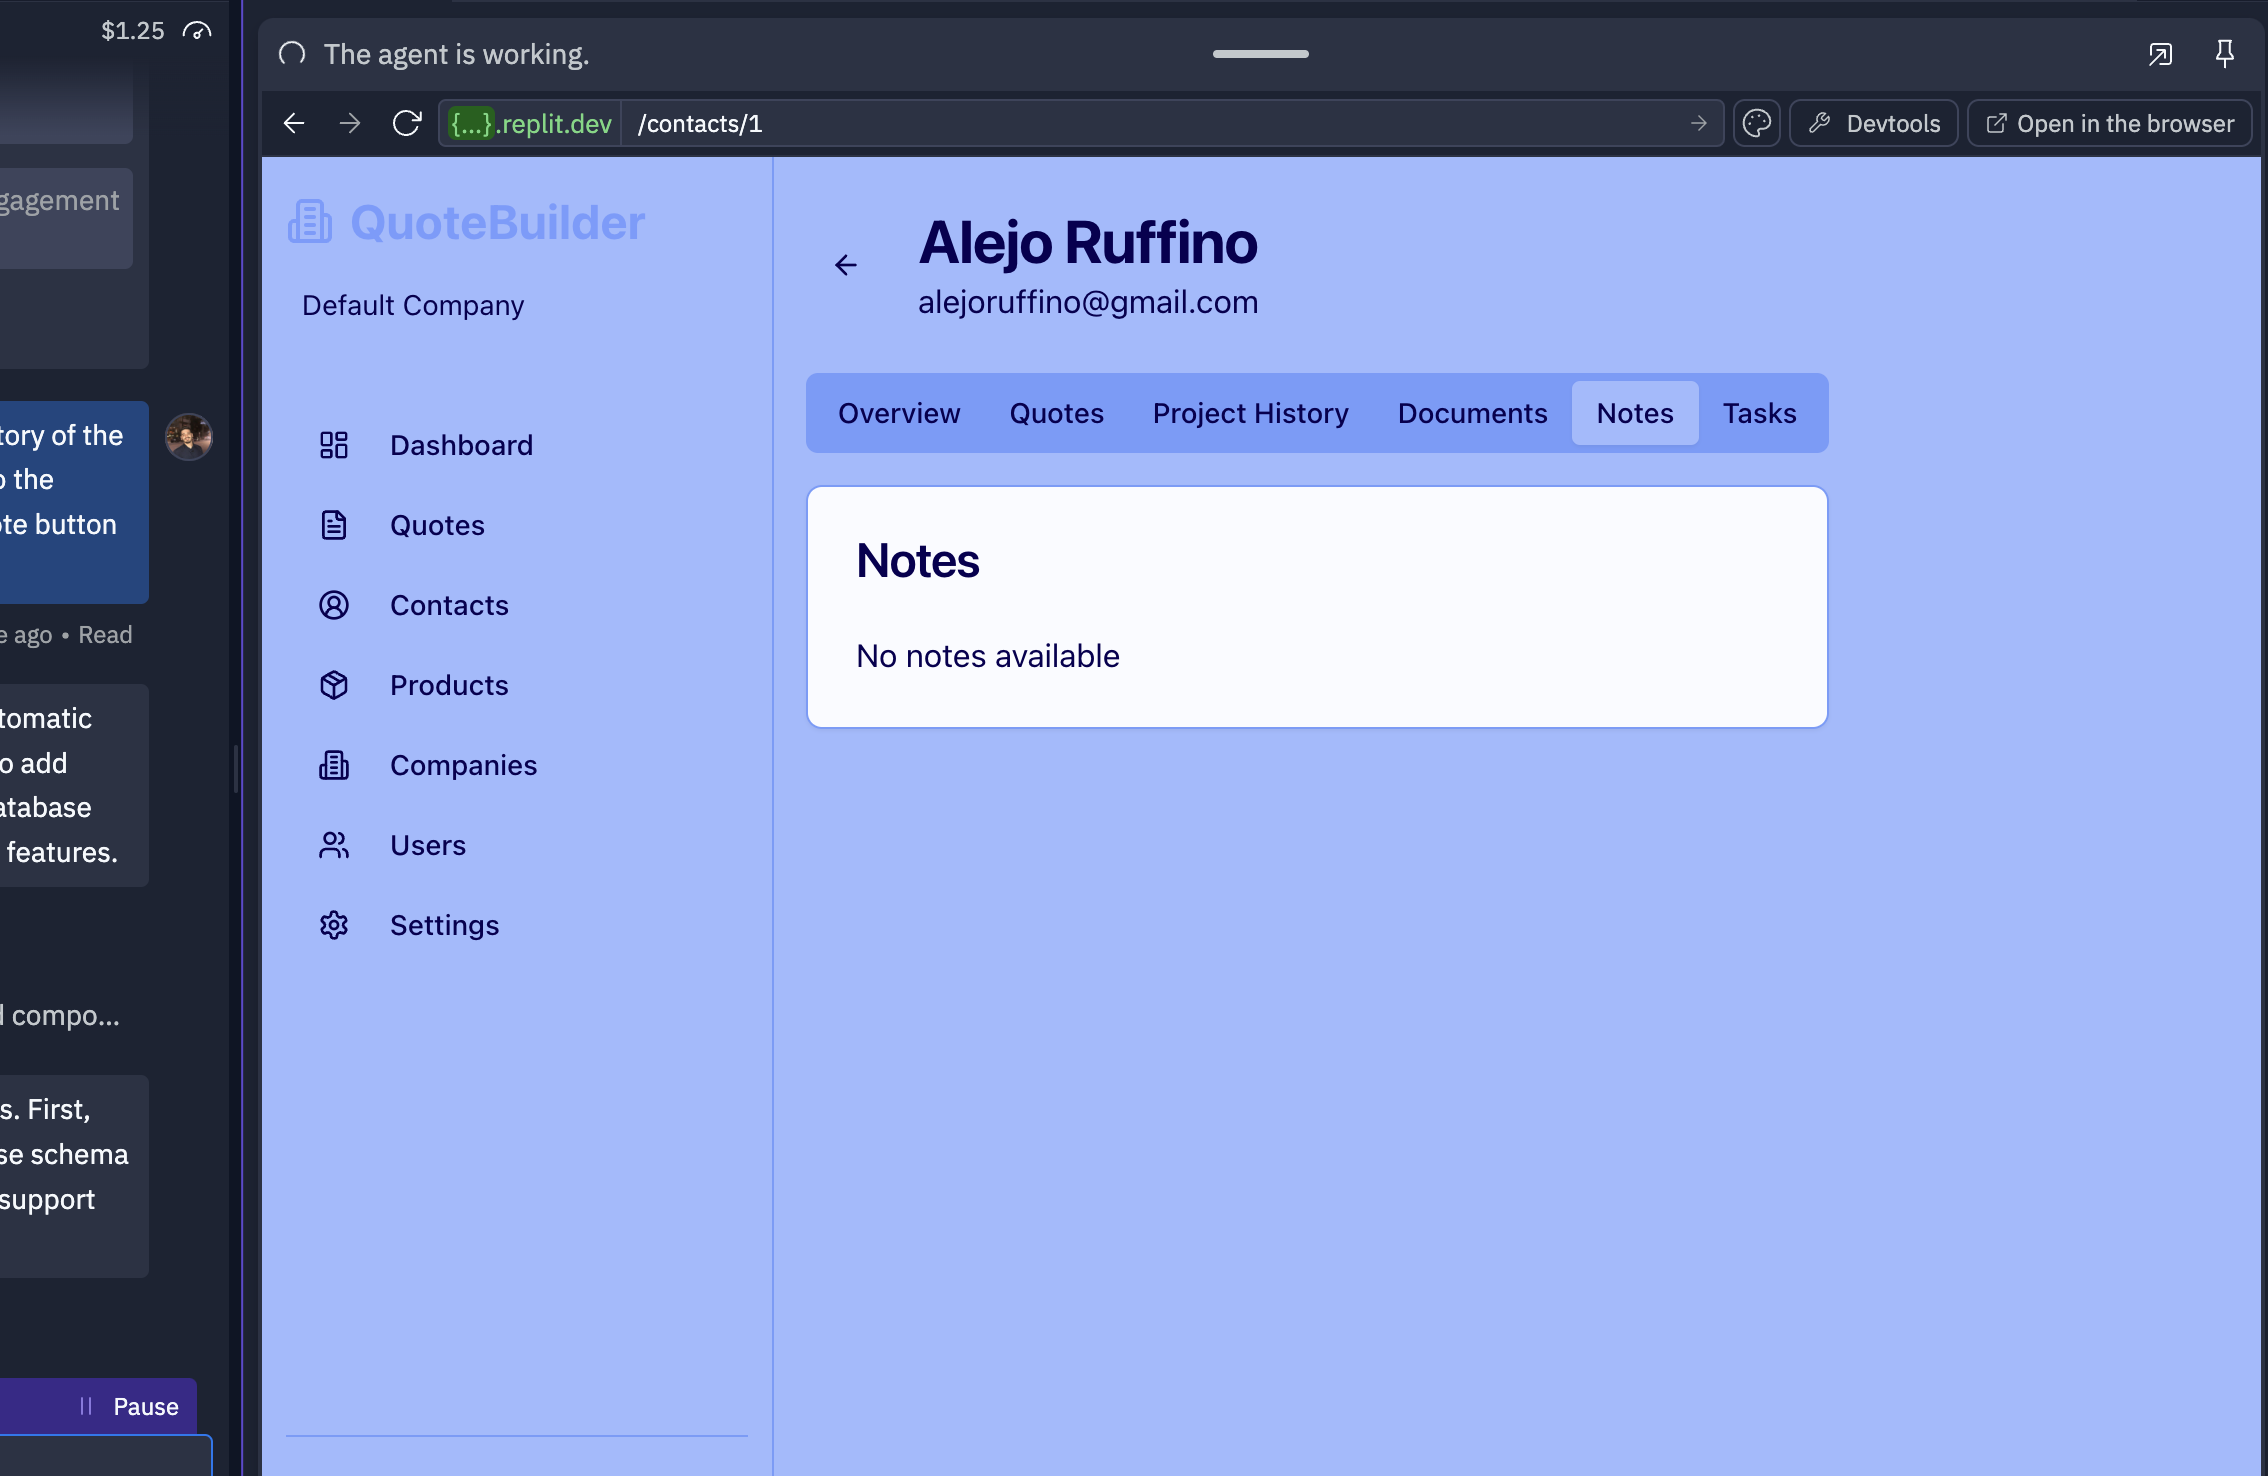 $1.25
gagement
tory of the
o the
ote button
e ago • Read
tomatic
o add
atabase
features.
d compo...
s. First,
se schema
support
Pause
The agent is working.
{...}.replit.dev /contacts/1
Devtools
Open in the browser
QuoteBuilder
Default Company
Dashboard
Quotes
Contacts
Products
Companies
Users
Settings
Alejo Ruffino
alejoruffino@gmail.com
Overview Quotes Project History Documents Notes Tasks
Notes
No notes available